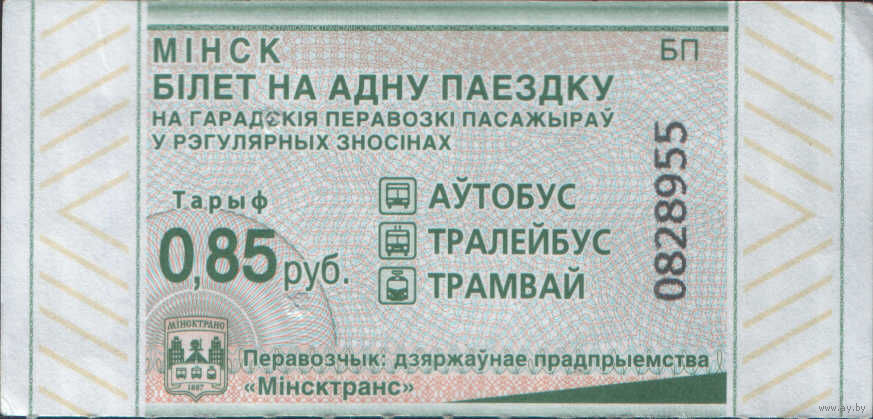 МІНСК
БП
БІЛЕТ НА АДНУ ПАЕЗДКУ
НА ГАРАДСКІЯ ПЕРАВОЗКІ ПАСАЖЫРАЎ
У РЭГУЛЯРНЫХ ЗНОСІНАХ
Тарыф
0,85 руб.
АЎТОБУС
ТРАЛЕЙБУС
ТРАМВАЙ
0828955
МІНСКТРАНС
1887
Перавозчык: дзяржаўнае прадпрыемства
«Мінсктранс»
www.ay.by